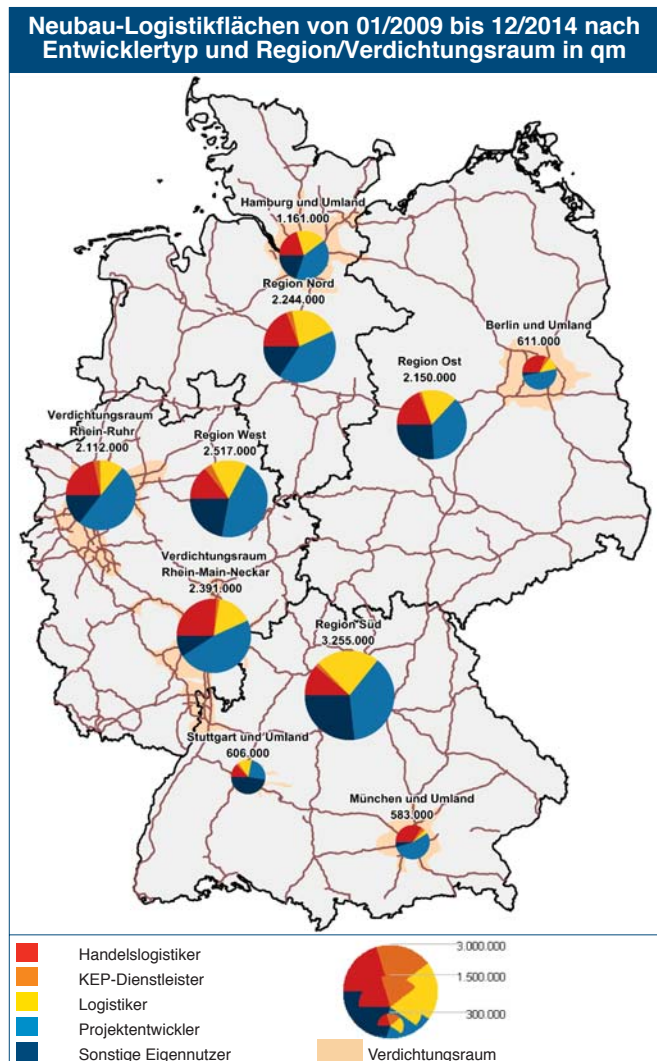 Neubau-Logistikflächen von 01/2009 bis 12/2014 nach
Entwicklertyp und Region/Verdichtungsraum in qm
Hamburg und Umland
1.161.000
Region Nord
2.244.000
Berlin und Umland
611.000
Region Ost
2.150.000
Verdichtungsraum
Rhein-Ruhr
2.112.000
Region West
2.517.000
Verdichtungsraum
Rhein-Main-Neckar
2.391.000
Region Süd
3.255.000
Stuttgart und Umland
606.000
München und Umland
583.000
Handelslogistiker
KEP-Dienstleister
Logistiker
Projektentwickler
Sonstige Eigennutzer
3.000.000
1.500.000
300.000
Verdichtungsraum